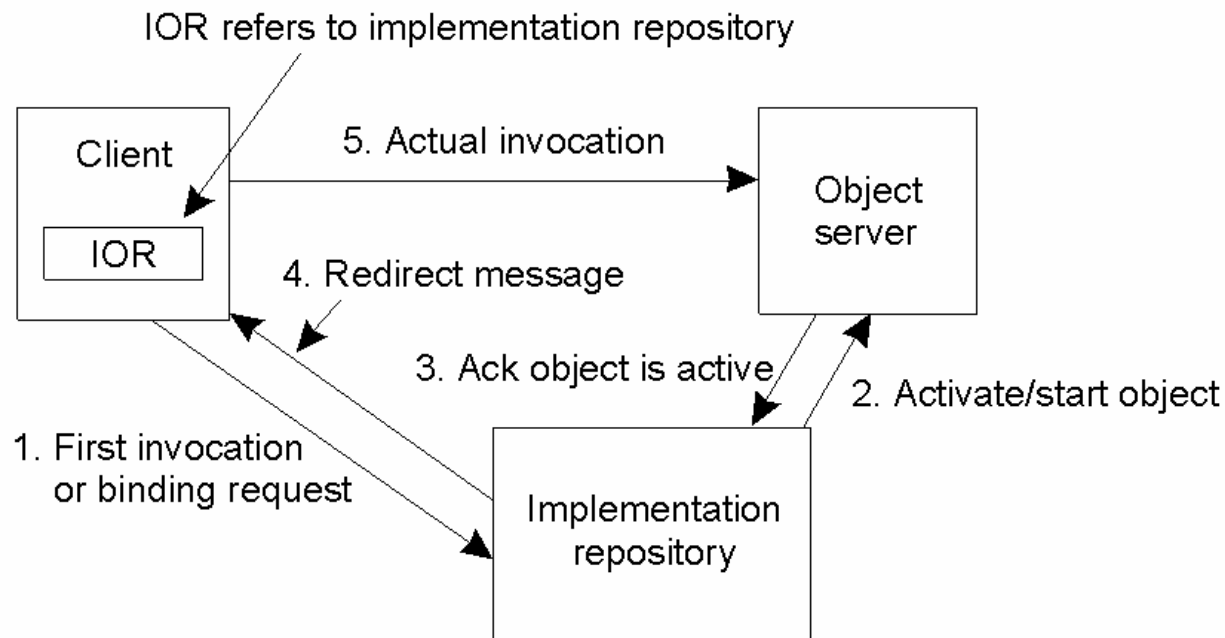 IOR refers to implementation repository
Client
IOR
5. Actual invocation
Object
server
4. Redirect message
3. Ack object is active
2. Activate/start object
1. First invocation
or binding request
Implementation
repository